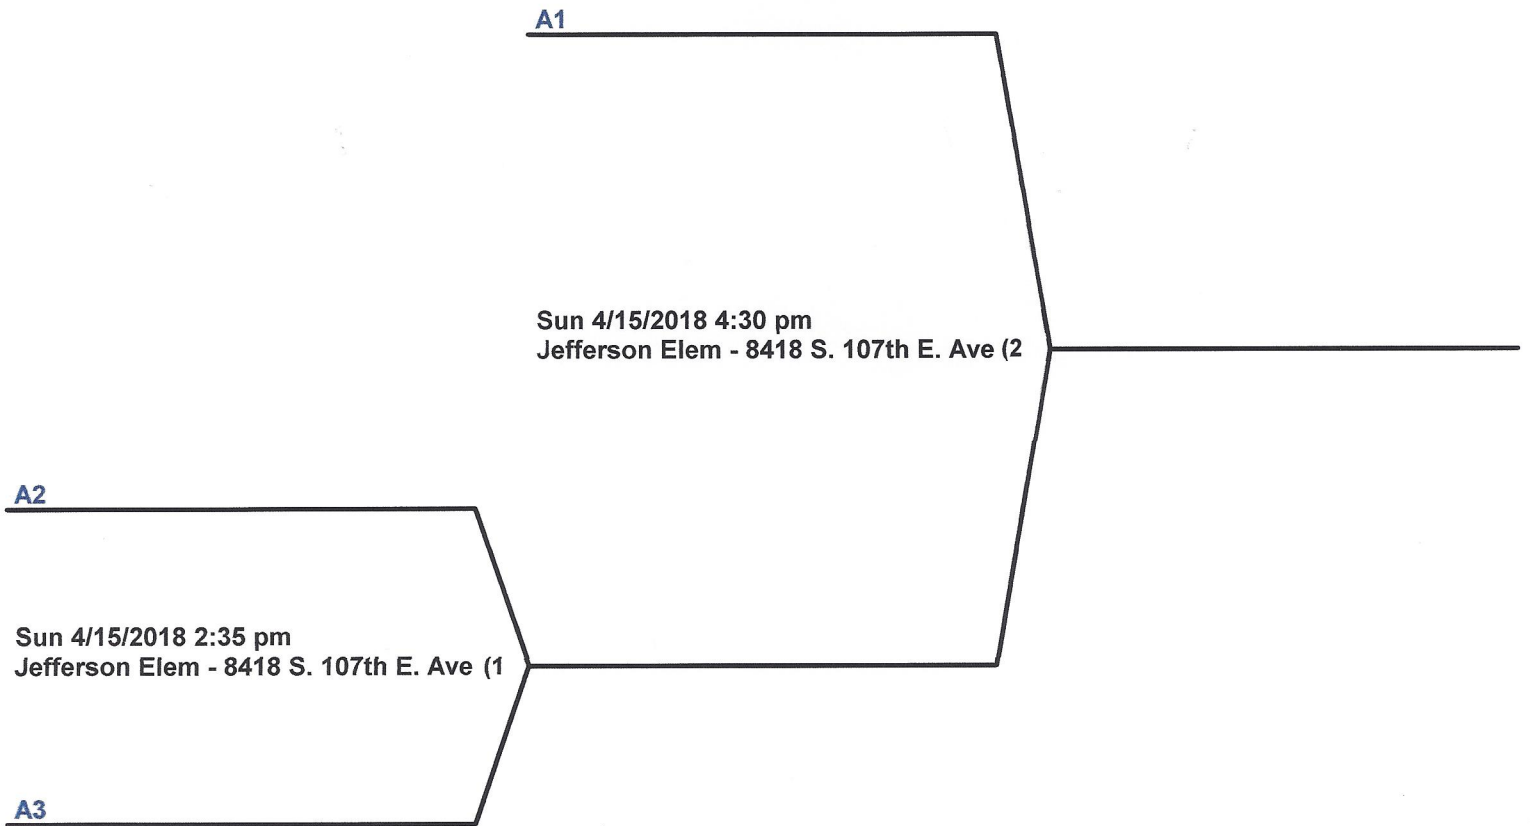 A1
Sun 4/15/2018 4:30 pm
Jefferson Elem - 8418 S. 107th E. Ave (2
A2
Sun 4/15/2018 2:35 pm
Jefferson Elem - 8418 S. 107th E. Ave (1
A3